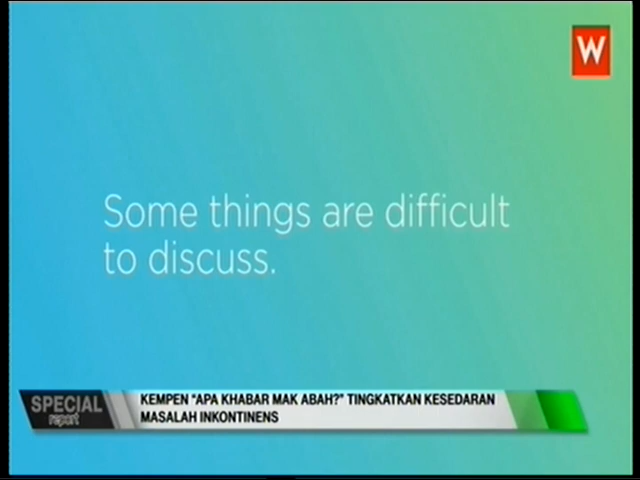 W
Some things are difficult
to discuss.
SPECIAL
report
KEMPEN "APA KHABAR MAK ABAH?" TINGKATKAN KESEDARAN
MASALAH INKONTINENS